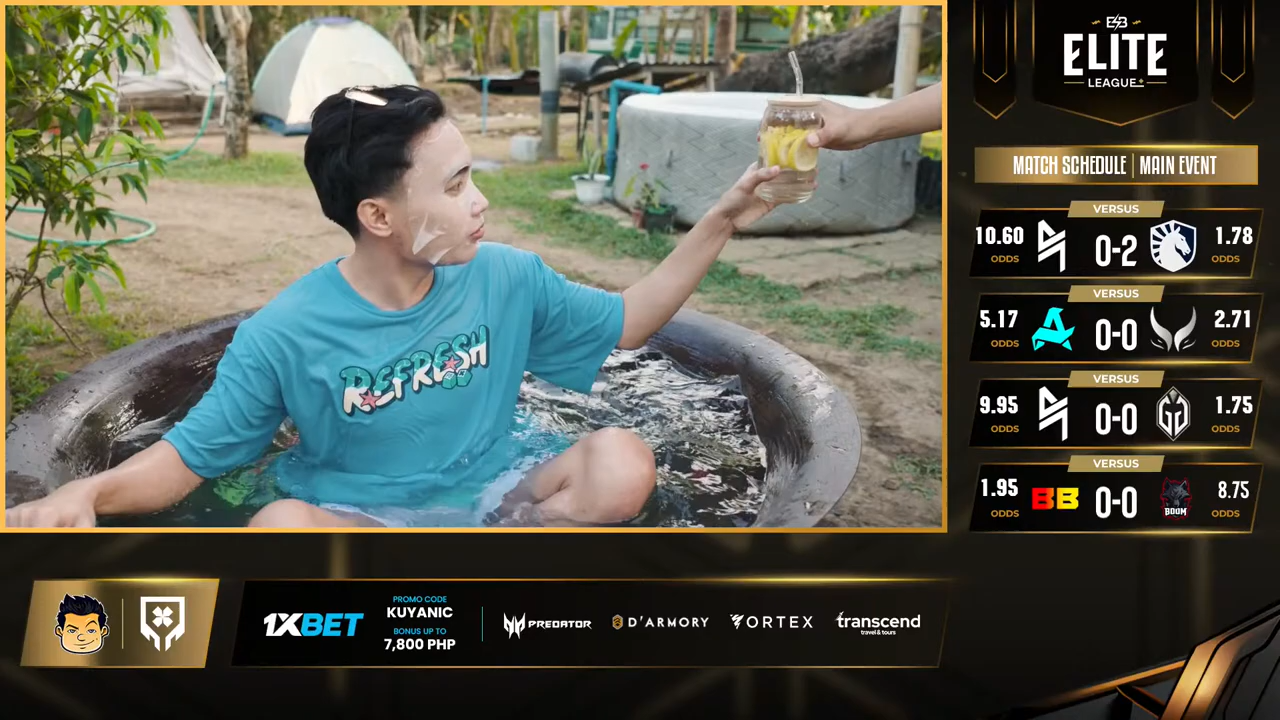 REFRESH
ESB
ELITE
LEAGUE
MATCH SCHEDULE | MAIN EVENT
VERSUS
10.60
ODDS
0-2
1.78
ODDS
VERSUS
5.17
ODDS
0-0
2.71
ODDS
VERSUS
9.95
ODDS
0-0
GG
1.75
ODDS
VERSUS
1.95
ODDS
BB
0-0
BOOM
8.75
ODDS
1XBET
PROMO CODE
KUYANIC
BONUS UP TO
7,800 PHP
PREDATOR
D'ARMORY
VORTEX
transcend
travel & tours